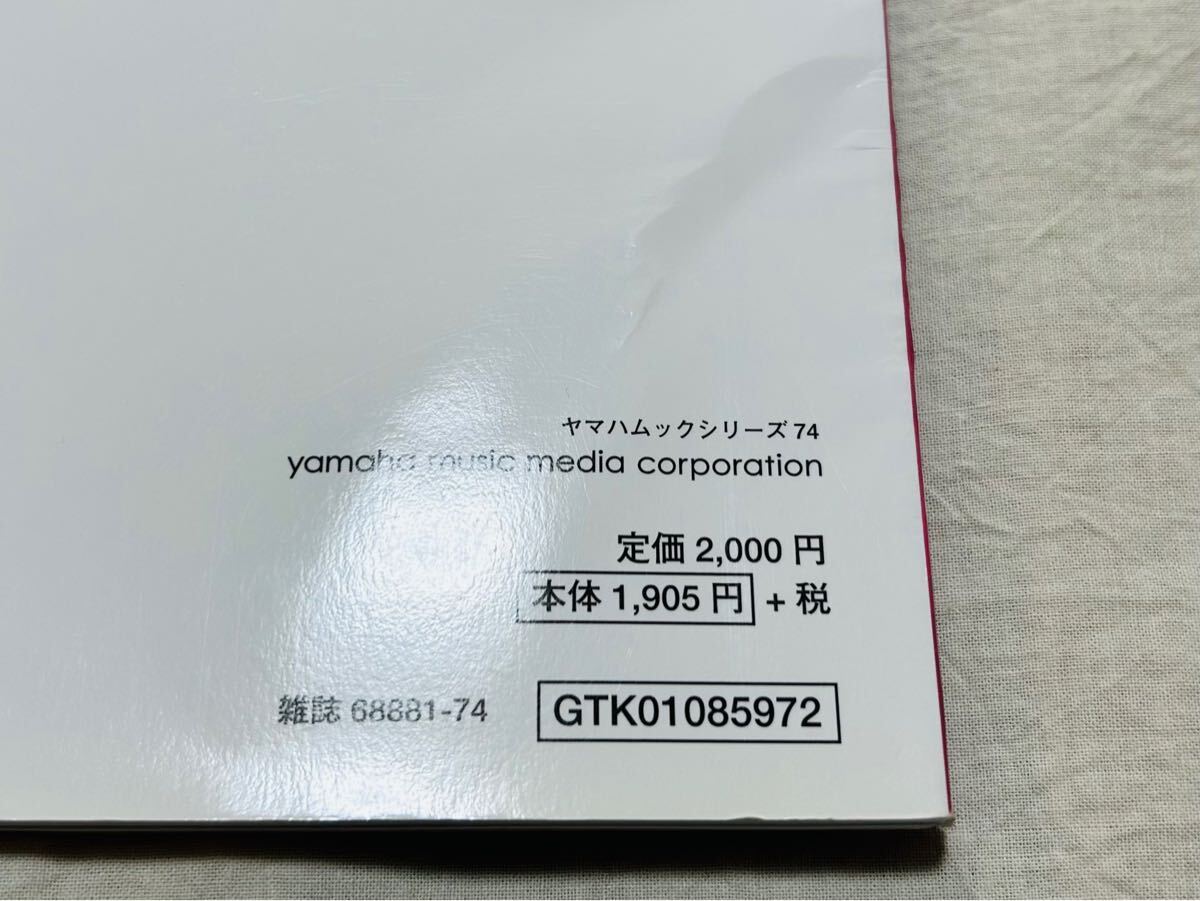 ヤマハムックシリーズ 74
yamaha music media corporation
定価 2,000 円
本体 1,905 円 + 税
雑誌 68881-74
GTK01085972